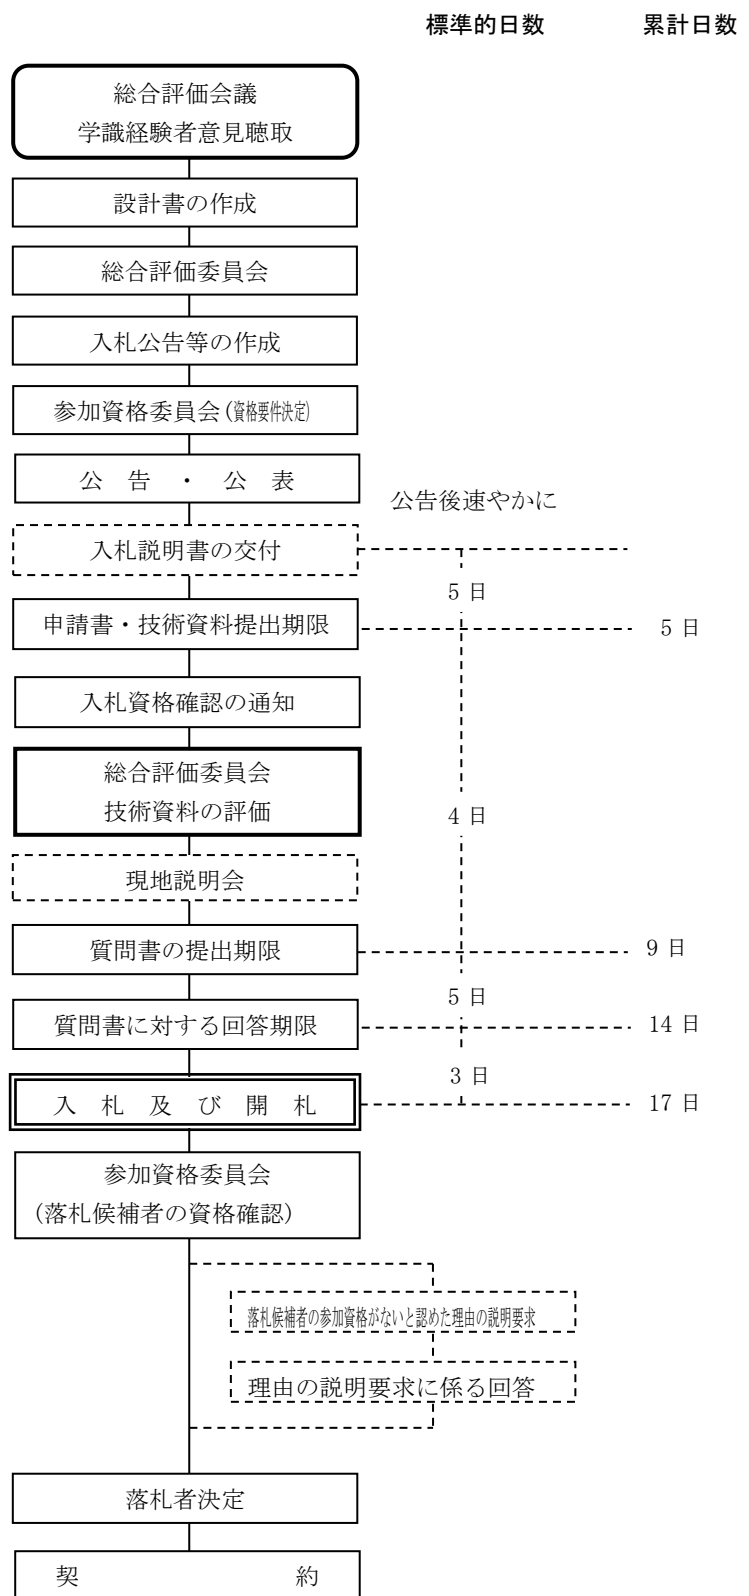 標準的日数 累計日数
総合評価会議
学識経験者意見聴取
設計書の作成
総合評価委員会
入札公告等の作成
参加資格委員会(資格要件決定)
公 告 ・ 公 表
公告後速やかに
入札説明書の交付
5 日
申請書・技術資料提出期限
5 日
入札資格確認の通知
総合評価委員会
技術資料の評価
4 日
現地説明会
質問書の提出期限
9 日
5 日
質問書に対する回答期限
14 日
3 日
入 札 及 び 開 札
17 日
参加資格委員会
(落札候補者の資格確認)
落札候補者の参加資格がないと認めた理由の説明要求
理由の説明要求に係る回答
落札者決定
契 約